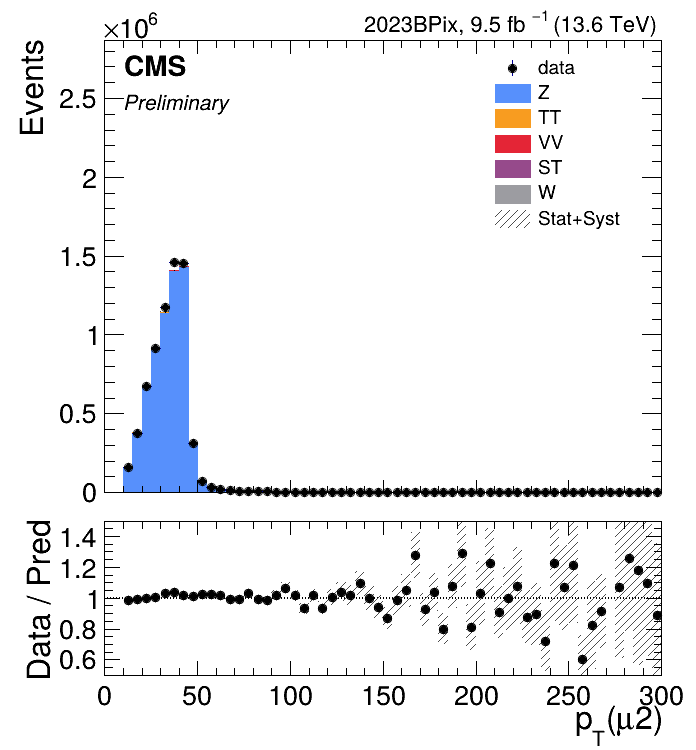 ×10⁶
2023BPix, 9.5 fb⁻¹ (13.6 TeV)
CMS
Preliminary
Events
data
Z
TT
VV
ST
W
Stat+Syst
2.5
2
1.5
1
0.5
0
Data / Pred
1.4
1.2
1
0.8
0.6
0 50 100 150 200 250 300
p_T(μ2)